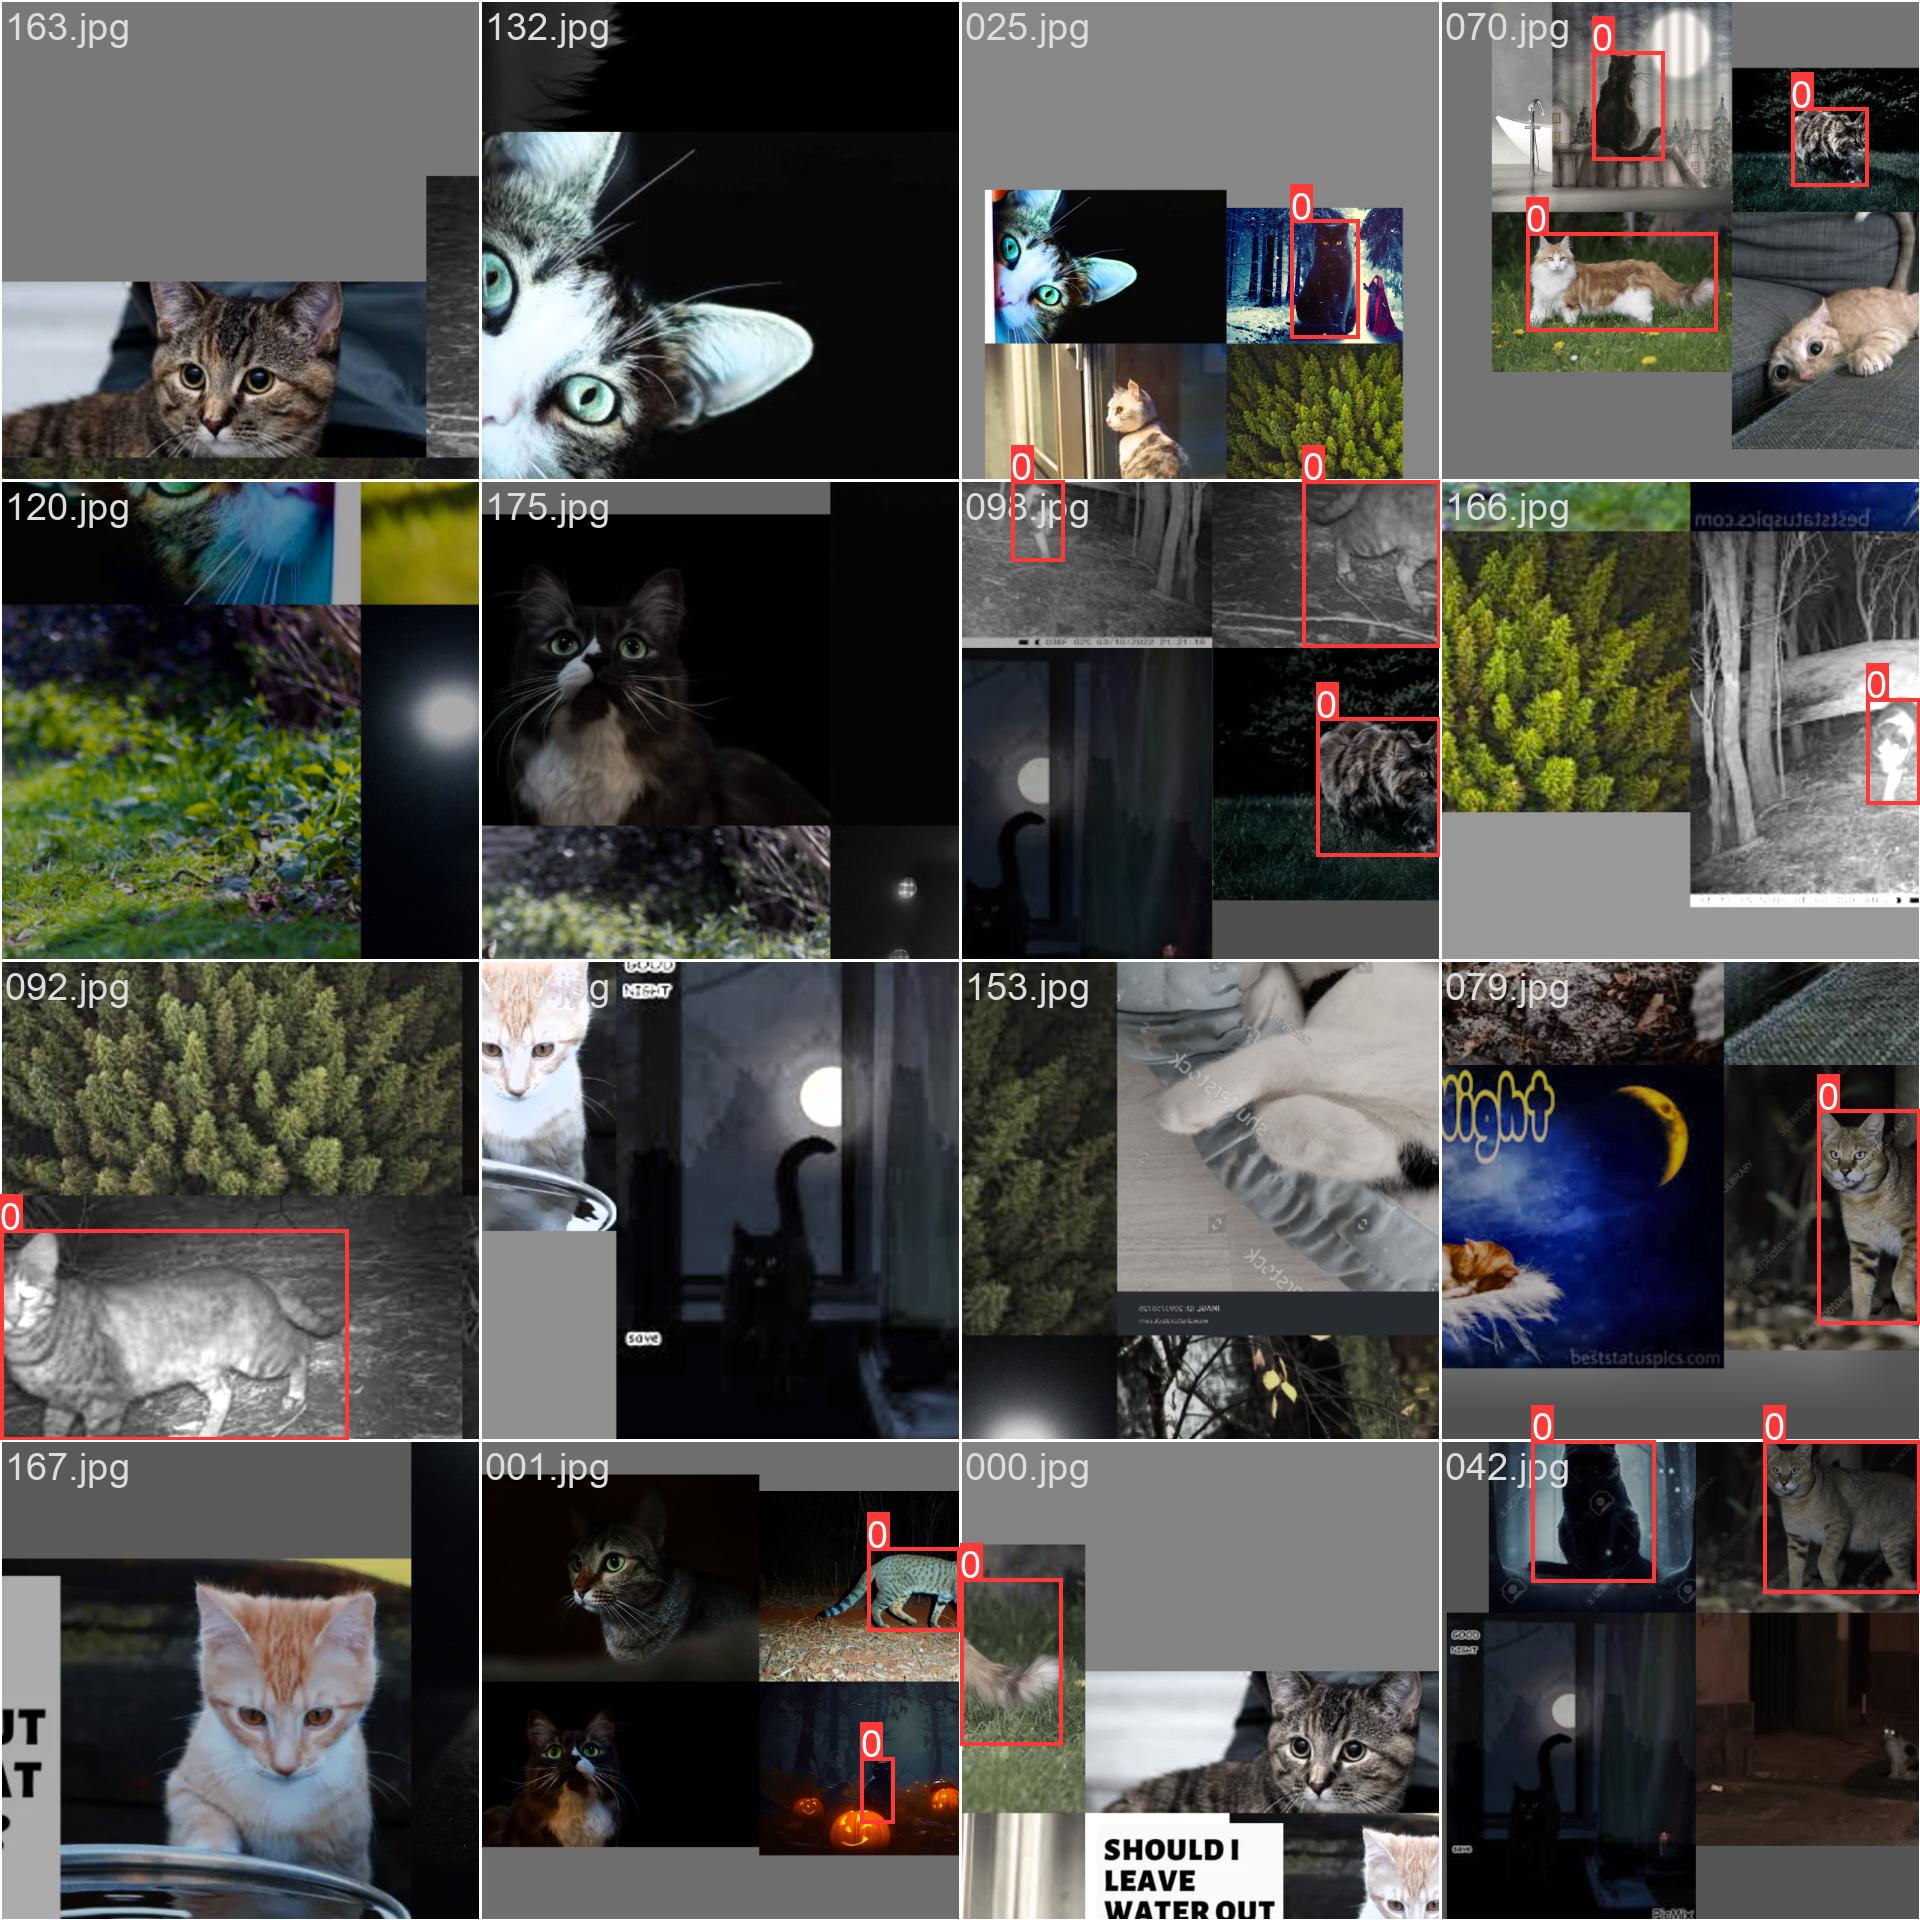 163.jpg
132.jpg
025.jpg
070.jpg
0
0
0
0
0
0
120.jpg
175.jpg
098.jpg
166.jpg
beststatuspics.com
0
0
0
0
092.jpg
.jpg
GOOD
NIGHT
153.jpg
shutterstock
shutterstock
079.jpg
Night
0
0
save
beststatuspics.com
167.jpg
001.jpg
000.jpg
042.jpg
0
0
0
0
0
GOOD
NIGHT
save
UT
AT
SHOULD I
LEAVE
WATER OUT
PicMix